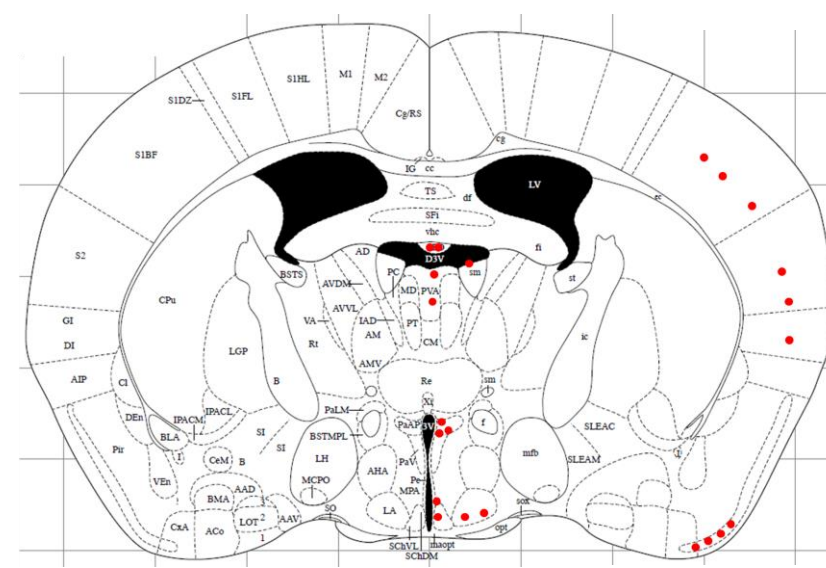 M1
M2
S1HL
S1FL
S1DZ
Cg/RS
S1BF
cg
IG
cc
TS
LV
df
ec
SFi
vhc
S2
AD
D3V
fi
BSTS
PC
sm
st
AVDM
MD
PVA
CPu
AVVL
GI
VA
IAD
PT
AM
ic
DI
Rt
CM
LGP
AMV
AIP
Re
sm
Cl
B
Xi
IPACL
PaLM
DEn
IPACM
PaAP
3V
f
SLEAC
BLA
SI
BSTMPL
Pir
I
SI
LH
mfb
CeM
B
PaV
AHA
SLEAM
I
VEn
MCPO
Pe
AAD
MPA
BMA
3
SO
LA
sox
CxA
ACo
LOT
2
AAV
opt
1
SChVL
maopt
SChDM